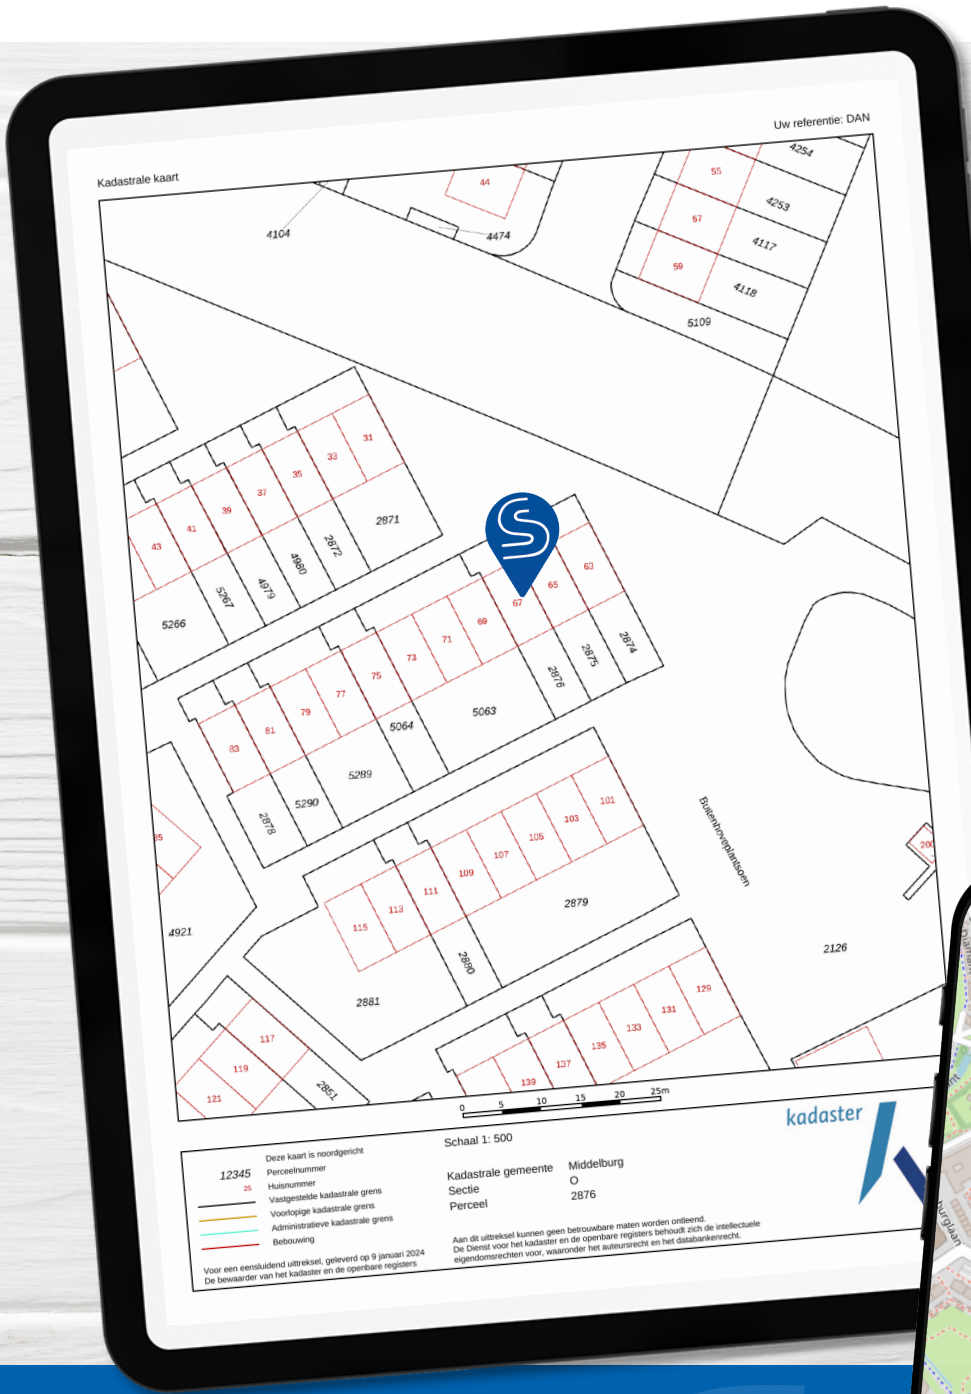 Uw referentie: DAN
Kadastrale kaart
4254
55
44
4253
57
4104
4474
4117
59
4118
5109
31
33
35
37
39
41
43
2871
2872
4980
4979
5267
5266
S
63
65
67
69
71
73
75
77
79
81
83
2874
2875
2876
5063
5064
5289
5290
2878
101
103
105
107
109
111
113
115
2879
2880
2881
Buitenhoveplantsoen
200
2126
4921
129
131
133
135
137
139
117
119
121
2851
0 5 10 15 20 25m
Deze kaart is noordgericht
12345 Perceelnummer
25 Huisnummer
Vastgestelde kadastrale grens
Voorlopige kadastrale grens
Administratieve kadastrale grens
Bebouwing
Voor een eensluidend uittreksel, geleverd op 9 januari 2024
De bewaarder van het kadaster en de openbare registers
Schaal 1: 500
Kadastrale gemeente Middelburg
Sectie O
Perceel 2876
Aan dit uittreksel kunnen geen betrouwbare maten worden ontleend.
De Dienst voor het kadaster en de openbare registers behoudt zich de intellectuele
eigendomsrechten voor, waaronder het auteursrecht en het databankenrecht.
kadaster
burglaan